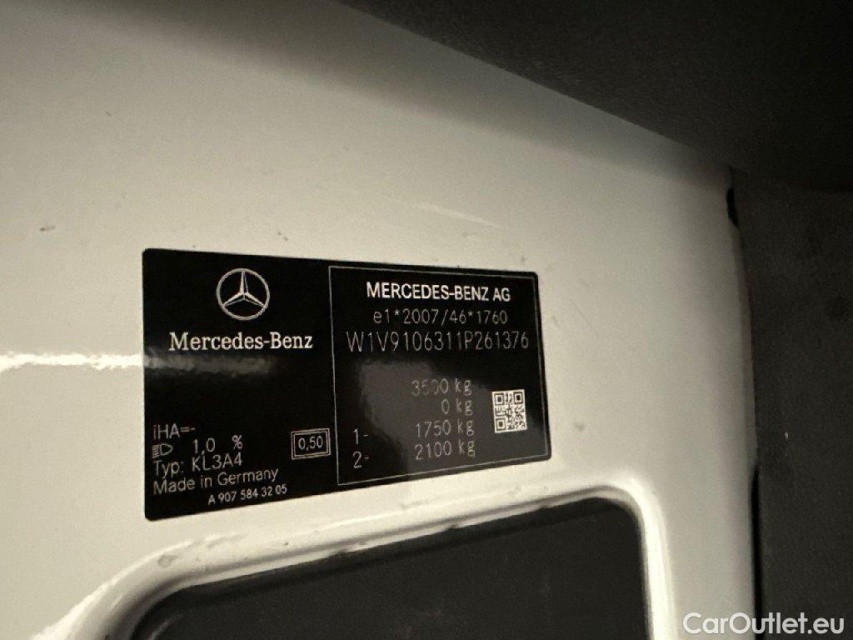 Mercedes-Benz
iHA=-
1,0 %
0,50
Typ: KL3A4
Made in Germany
A 907 584 32 05
MERCEDES-BENZ AG
e1*2007/46*1760
W1V9106311P261376
3500 kg
0 kg
1- 1750 kg
2- 2100 kg
CarOutlet.eu